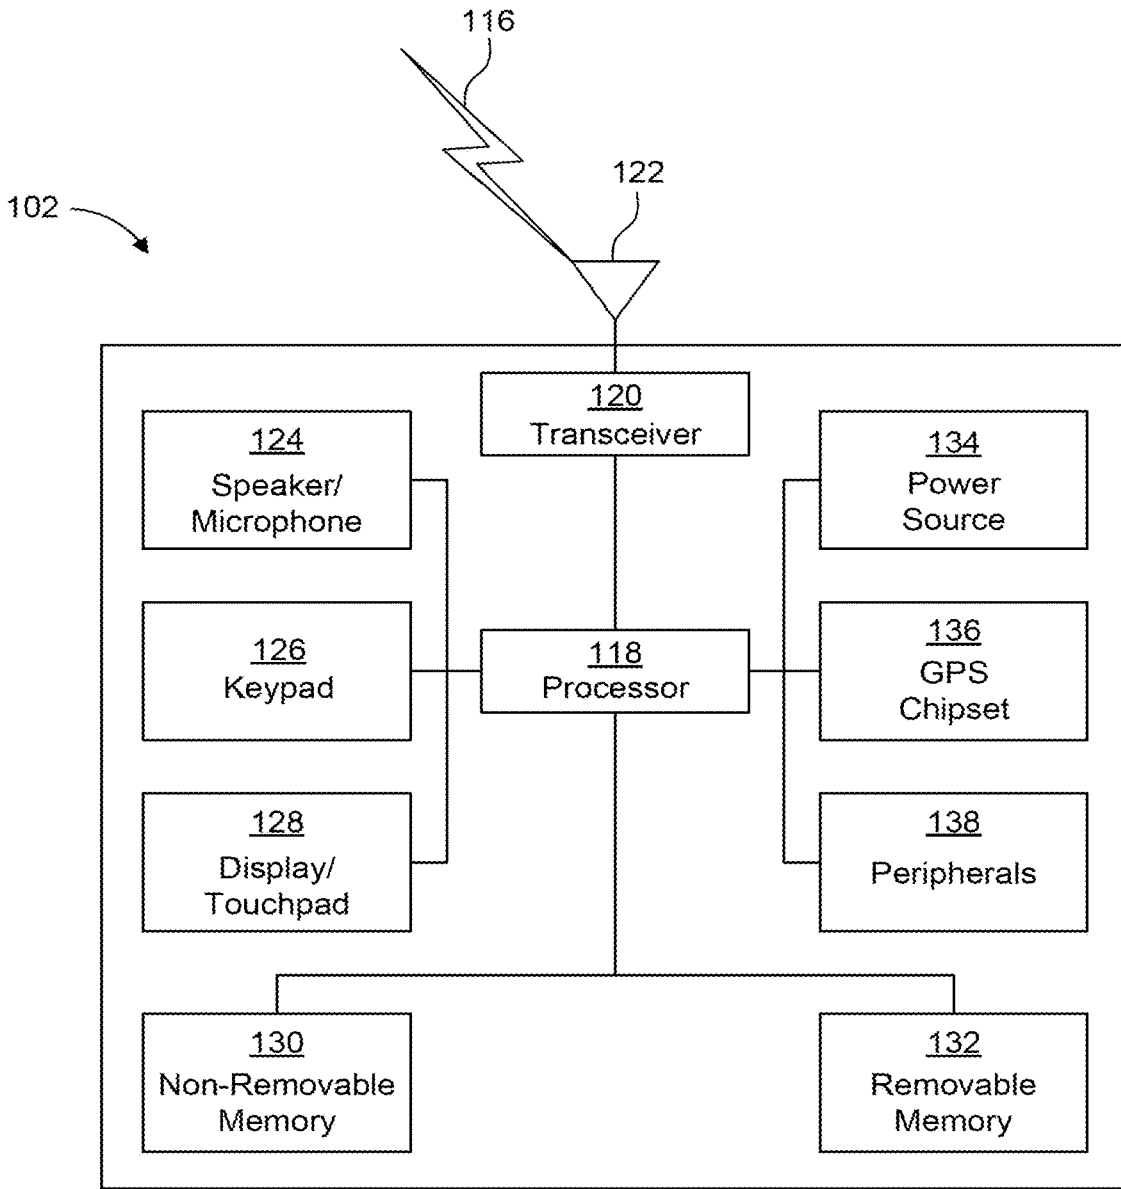 116
122
102
120
Transceiver
124
Speaker/
Microphone
134
Power
Source
126
Keypad
118
Processor
136
GPS
Chipset
128
Display/
Touchpad
138
Peripherals
130
Non-Removable
Memory
132
Removable
Memory